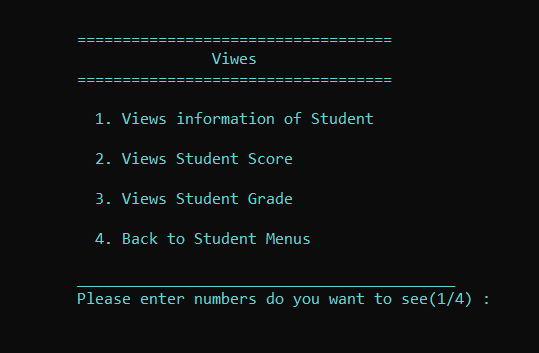 ===================================
Viwes
===================================
1. Views information of Student
2. Views Student Score
3. Views Student Grade
4. Back to Student Menus
__________________________________________
Please enter numbers do you want to see(1/4) :